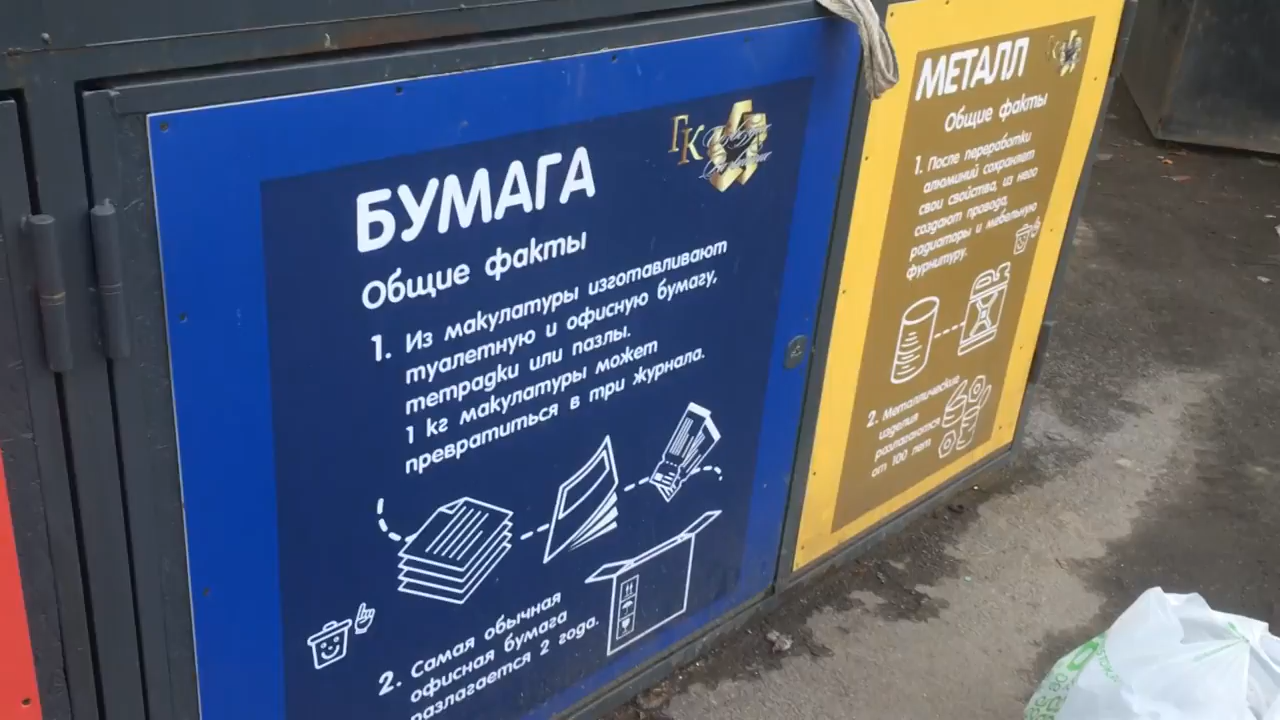 БУМАГА
ГК
Общие факты
1. Из макулатуры изготавливают
туалетную и офисную бумагу,
тетрадки или пазлы.
1 кг макулатуры может
превратиться в три журнала.
2. Самая обычная
офисная бумага
разлагается 2 года.
МЕТАЛЛ
Общие факты
1. После переработки
алюминий сохраняет
свои свойства, из него
создают провода,
радиаторы и мебельную
фурнитуру.
2. Металлические
изделия
разлагаются
от 100 лет